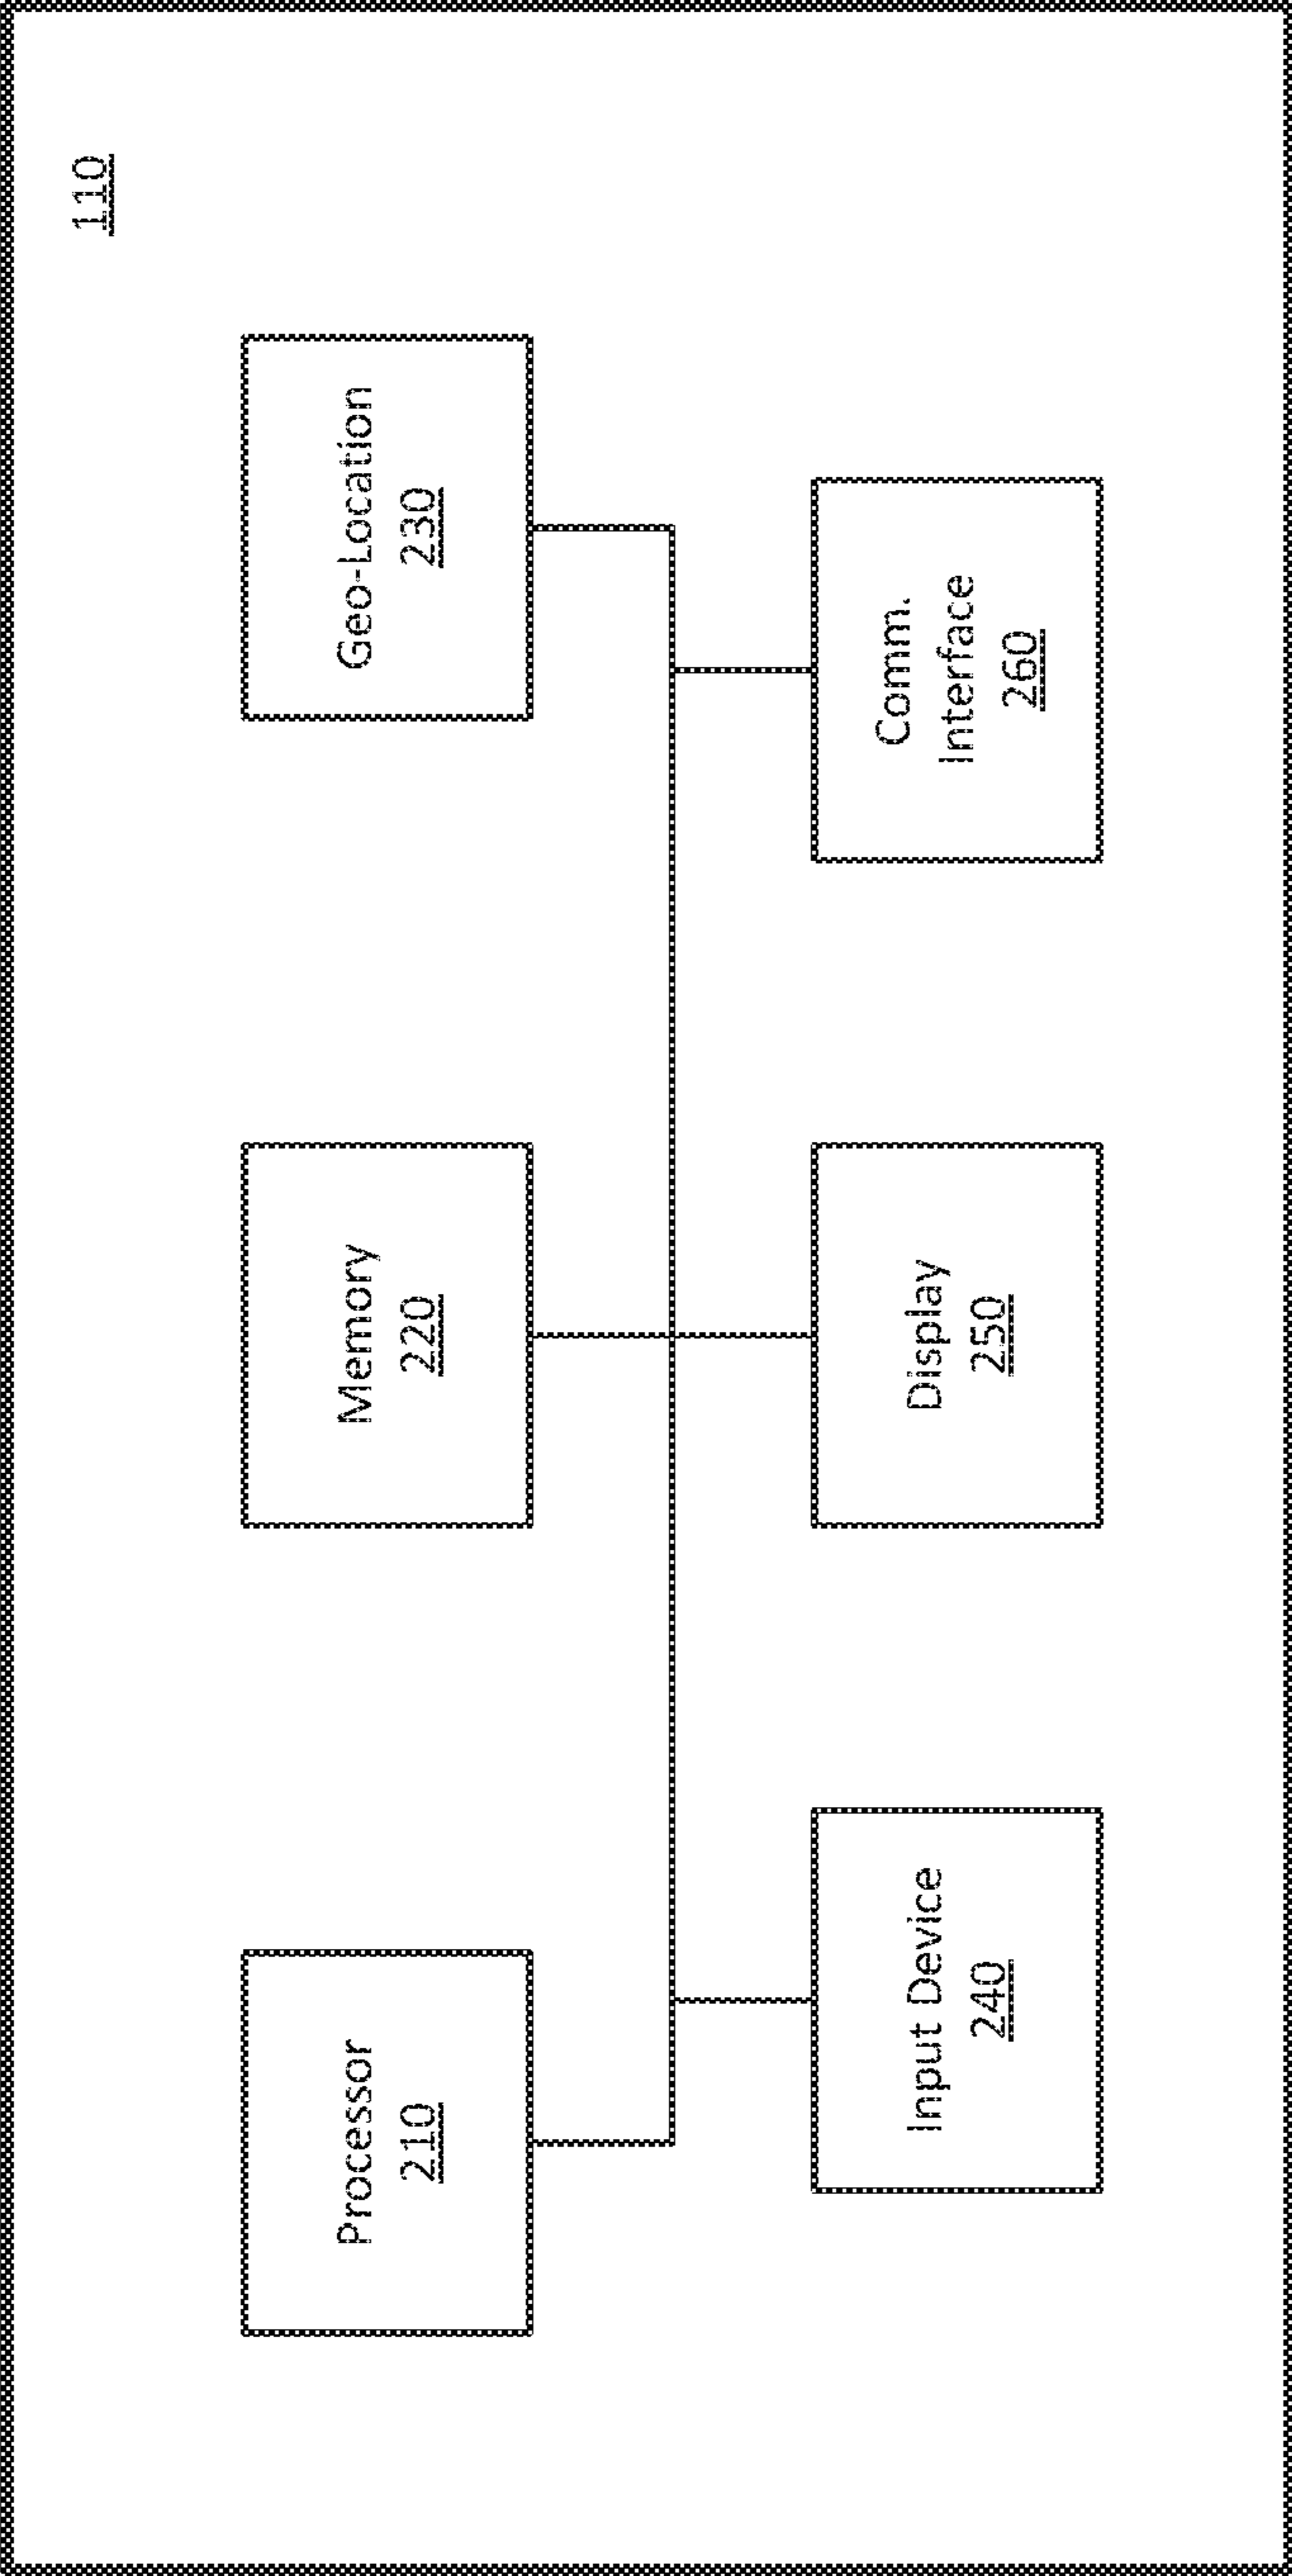 110
Processor
210
Memory
220
Geo-Location
230
Input Device
240
Display
250
Comm.
Interface
260